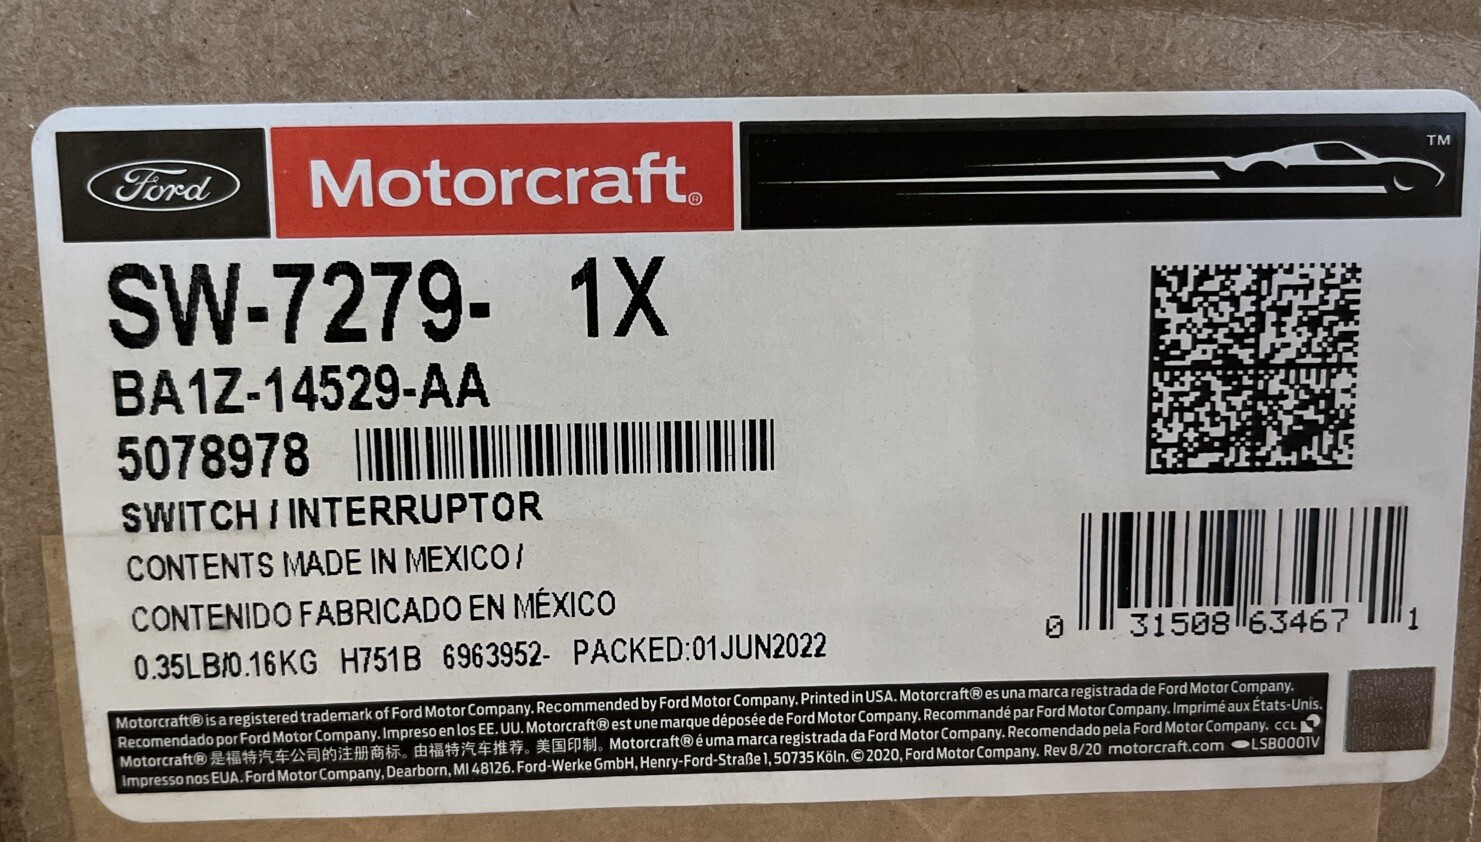 Ford Motorcraft® TM
SW-7279- 1X
BA1Z-14529-AA
5078978
SWITCH / INTERRUPTOR
CONTENTS MADE IN MEXICO /
CONTENIDO FABRICADO EN MÉXICO
0.35LB/0.16KG H751B 6963952- PACKED:01JUN2022
0 31508 63467 1
Motorcraft® is a registered trademark of Ford Motor Company. Recommended by Ford Motor Company. Printed in USA. Motorcraft® es una marca registrada de Ford Motor Company.
Recomendado por Ford Motor Company. Impreso en los EE. UU. Motorcraft® est une marque déposée de Ford Motor Company. Recommandé par Ford Motor Company. Imprimé aux États-Unis.
Motorcraft® 是福特汽车公司的注册商标。由福特汽车推荐。美国印制。Motorcraft® é uma marca registrada da Ford Motor Company. Recomendado pela Ford Motor Company. CCL
Impresso nos EUA. Ford Motor Company, Dearborn, MI 48126. Ford-Werke GmbH, Henry-Ford-Straße 1, 50735 Köln. © 2020, Ford Motor Company. Rev 8/20 motorcraft.com LSB0001V